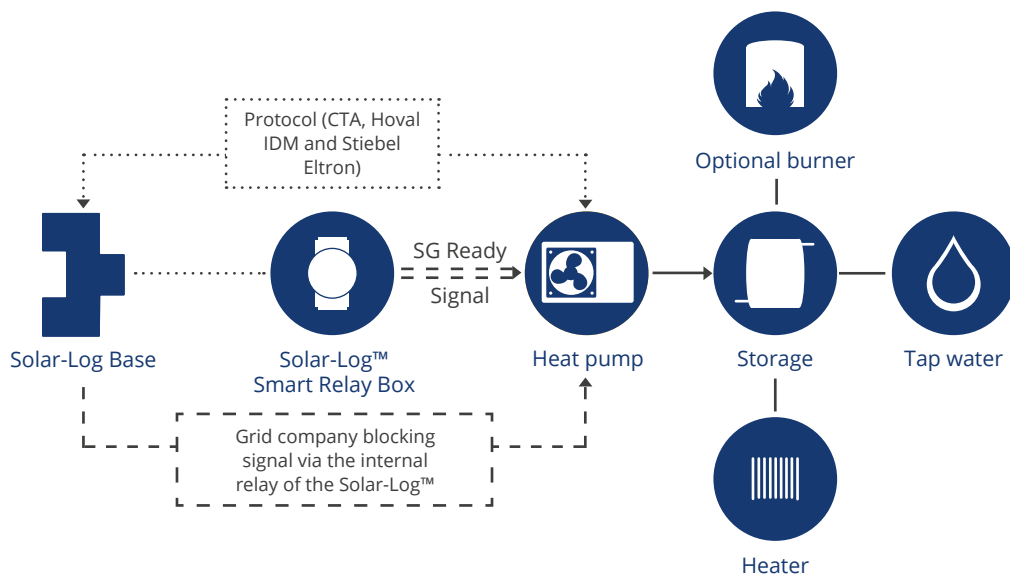 Optional burner
Protocol (CTA, Hoval
IDM and Stiebel
Eltron)
SG Ready
Signal
Solar-Log Base
Solar-Log™
Smart Relay Box
Heat pump
Storage
Tap water
Grid company blocking
signal via the internal
relay of the Solar-Log™
Heater